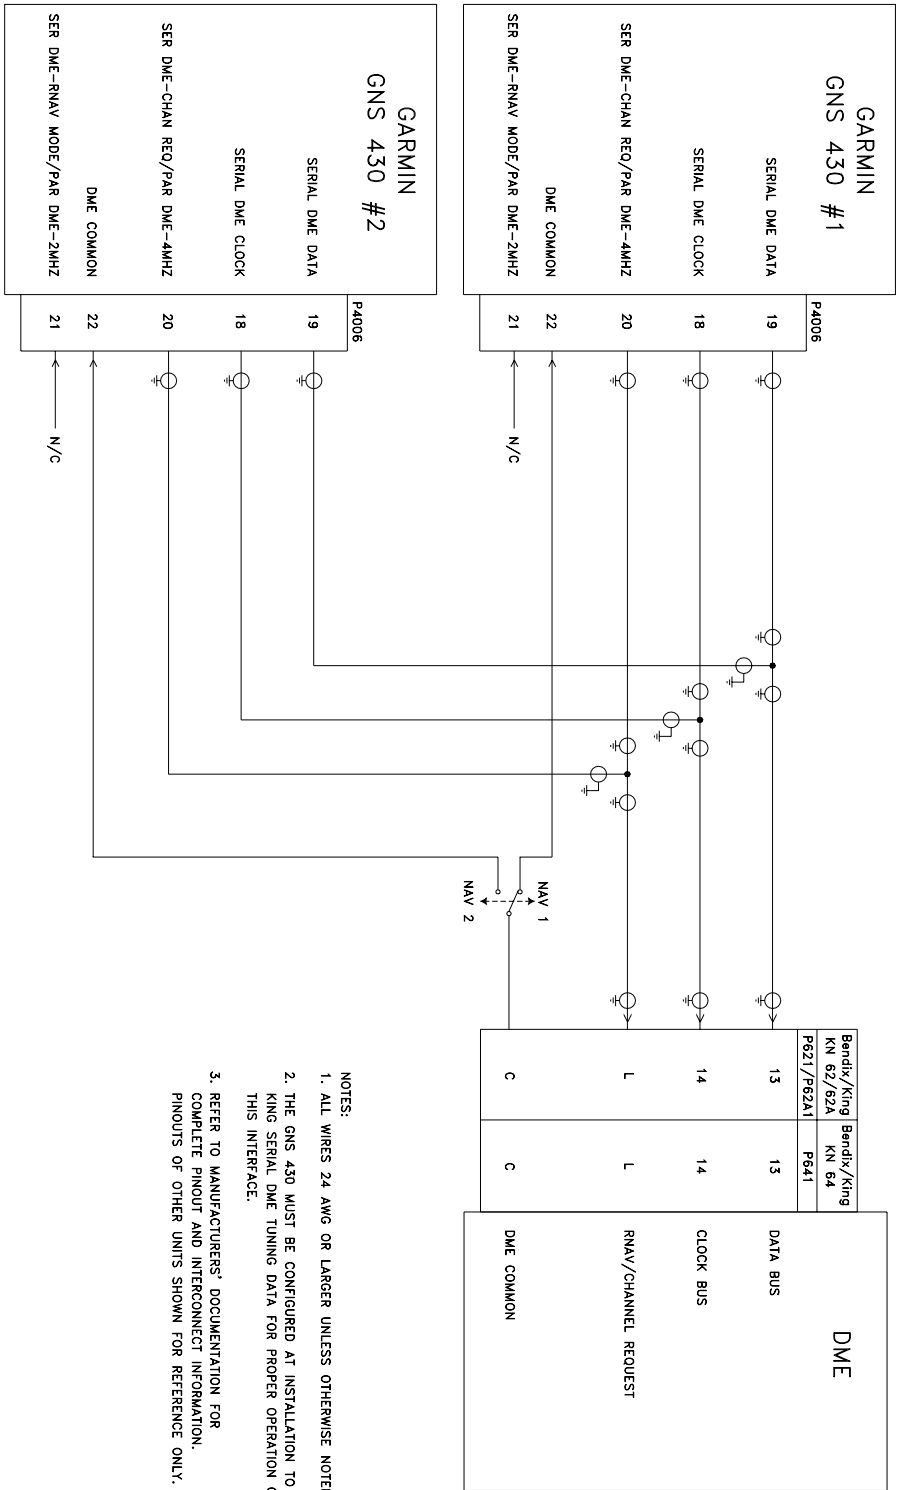 GARMIN
GNS 430 #1
SERIAL DME DATA
SERIAL DME CLOCK
SER DME-CHAN REQ/PAR DME-4MHZ
DME COMMON
SER DME-RNAV MODE/PAR DME-2MHZ
P4006
19
18
20
22
21
N/C
GARMIN
GNS 430 #2
SERIAL DME DATA
SERIAL DME CLOCK
SER DME-CHAN REQ/PAR DME-4MHZ
DME COMMON
SER DME-RNAV MODE/PAR DME-2MHZ
P4006
19
18
20
22
21
N/C
NAV 1
NAV 2
Bendix/King
KN 62/62A
P621/P62A1
13
14
L
C
Bendix/King
KN 64
P641
13
14
L
C
DME
DATA BUS
CLOCK BUS
RNAV/CHANNEL REQUEST
DME COMMON
NOTES:
1. ALL WIRES 24 AWG OR LARGER UNLESS OTHERWISE
2. THE GNS 430 MUST BE CONFIGURED AT INSTALLATION TO
KING SERIAL DME TUNING DATA FOR PROPER OPERATION
THIS INTERFACE.
3. REFER TO MANUFACTURERS' DOCUMENTATION FOR
COMPLETE PINOUT AND INTERCONNECT INFORMATION.
PINOUTS OF OTHER UNITS SHOWN FOR REFERENCE ONLY.